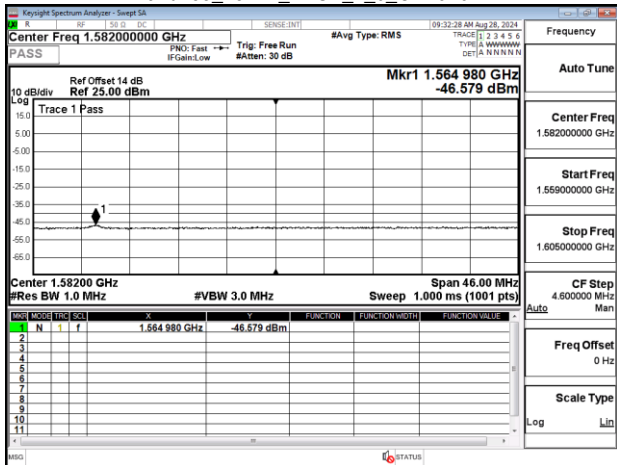 Keysight Spectrum Analyzer - Swept SA
RF 50 Ω DC SENSE:INT 09:32:28 AM Aug 28, 2024
Center Freq 1.582000000 GHz
#Avg Type: RMS
TRACE 1 2 3 4 5 6
TYPE A WWWWW
DET A N N N N N
PASS
PNO: Fast
IFGain:Low
Trig: Free Run
#Atten: 30 dB
Mkr1 1.564 980 GHz
-46.579 dBm
10 dB/div
Log
Ref Offset 14 dB
Ref 25.00 dBm
Trace 1 Pass
15.0
5.00
-5.00
-15.0
-25.0
-35.0
-45.0
-55.0
-65.0
1
Center 1.58200 GHz
Span 46.00 MHz
#Res BW 1.0 MHz
#VBW 3.0 MHz
Sweep 1.000 ms (1001 pts)
MKR MODE TRC SCL X Y FUNCTION FUNCTION WIDTH FUNCTION VALUE
1 N 1 f 1.564 980 GHz -46.579 dBm
2
3
4
5
6
7
8
9
10
11
MSG
STATUS
Frequency
Auto Tune
Center Freq
1.582000000 GHz
Start Freq
1.559000000 GHz
Stop Freq
1.605000000 GHz
CF Step
4.600000 MHz
Auto Man
Freq Offset
0 Hz
Scale Type
Log Lin